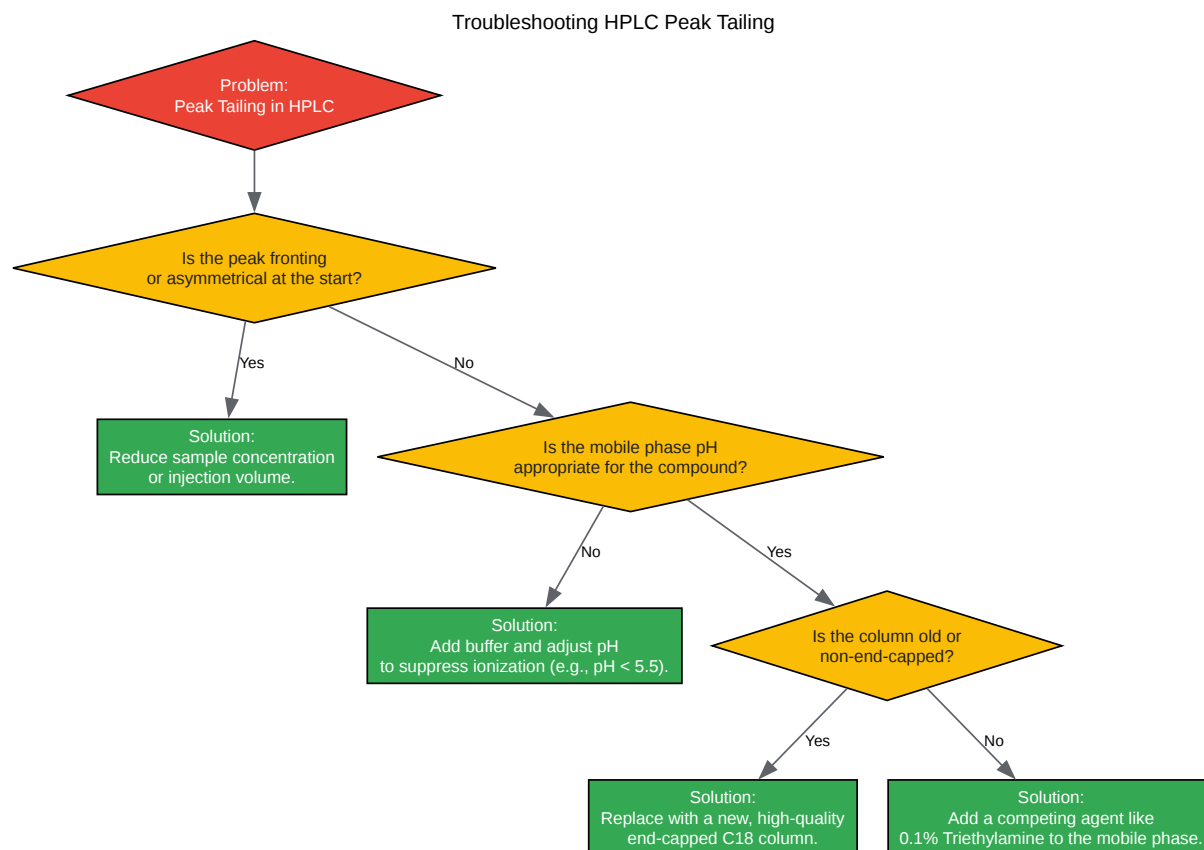 Troubleshooting HPLC Peak Tailing
Problem:
Peak Tailing in HPLC
Is the peak fronting
or asymmetrical at the start?
Yes
No
Solution:
Reduce sample concentration
or injection volume.
Is the mobile phase pH
appropriate for the compound?
No
Yes
Solution:
Add buffer and adjust pH
to suppress ionization (e.g., pH < 5.5).
Is the column old or
non-end-capped?
Yes
No
Solution:
Replace with a new, high-quality
end-capped C18 column.
Solution:
Add a competing agent like
0.1% Triethylamine to the mobile phase.